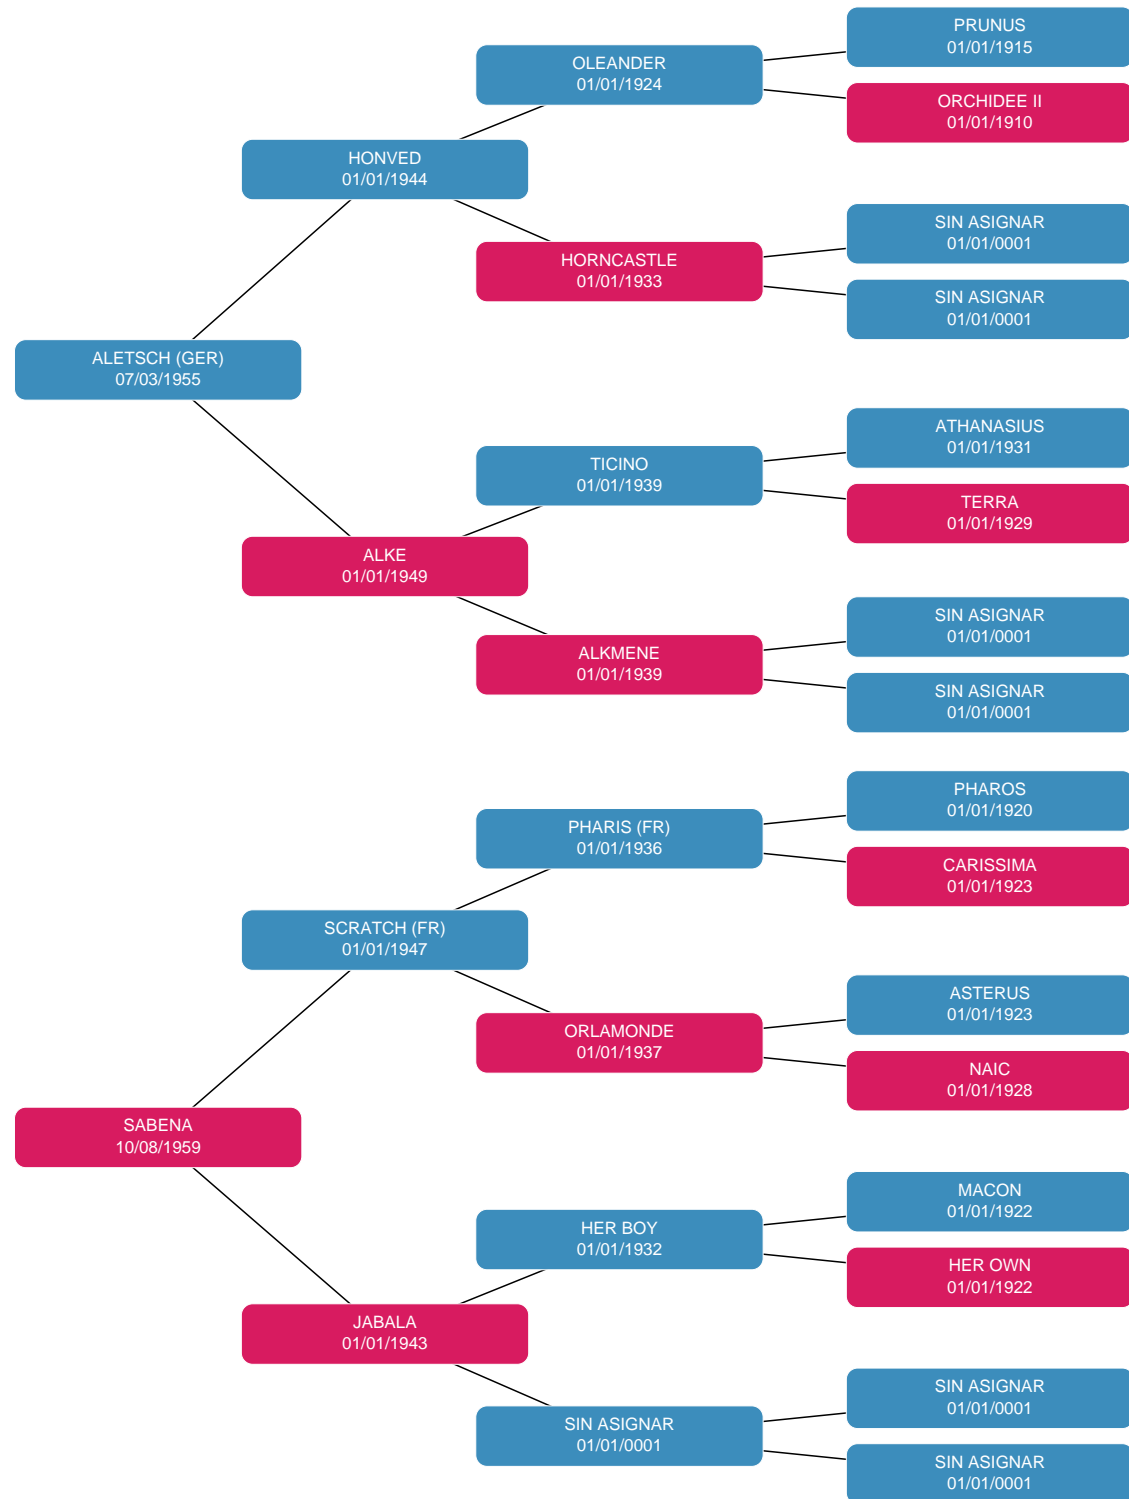 PRUNUS
01/01/1915
OLEANDER
01/01/1924
ORCHIDEE II
01/01/1910
HONVED
01/01/1944
SIN ASIGNAR
01/01/0001
HORNCASTLE
01/01/1933
SIN ASIGNAR
01/01/0001
ALETSCH (GER)
07/03/1955
ATHANASIUS
01/01/1931
TICINO
01/01/1939
TERRA
01/01/1929
ALKE
01/01/1949
SIN ASIGNAR
01/01/0001
ALKMENE
01/01/1939
SIN ASIGNAR
01/01/0001
PHAROS
01/01/1920
PHARIS (FR)
01/01/1936
CARISSIMA
01/01/1923
SCRATCH (FR)
01/01/1947
ASTERUS
01/01/1923
ORLAMONDE
01/01/1937
NAIC
01/01/1928
SABENA
10/08/1959
MACON
01/01/1922
HER BOY
01/01/1932
HER OWN
01/01/1922
JABALA
01/01/1943
SIN ASIGNAR
01/01/0001
SIN ASIGNAR
01/01/0001
SIN ASIGNAR
01/01/0001